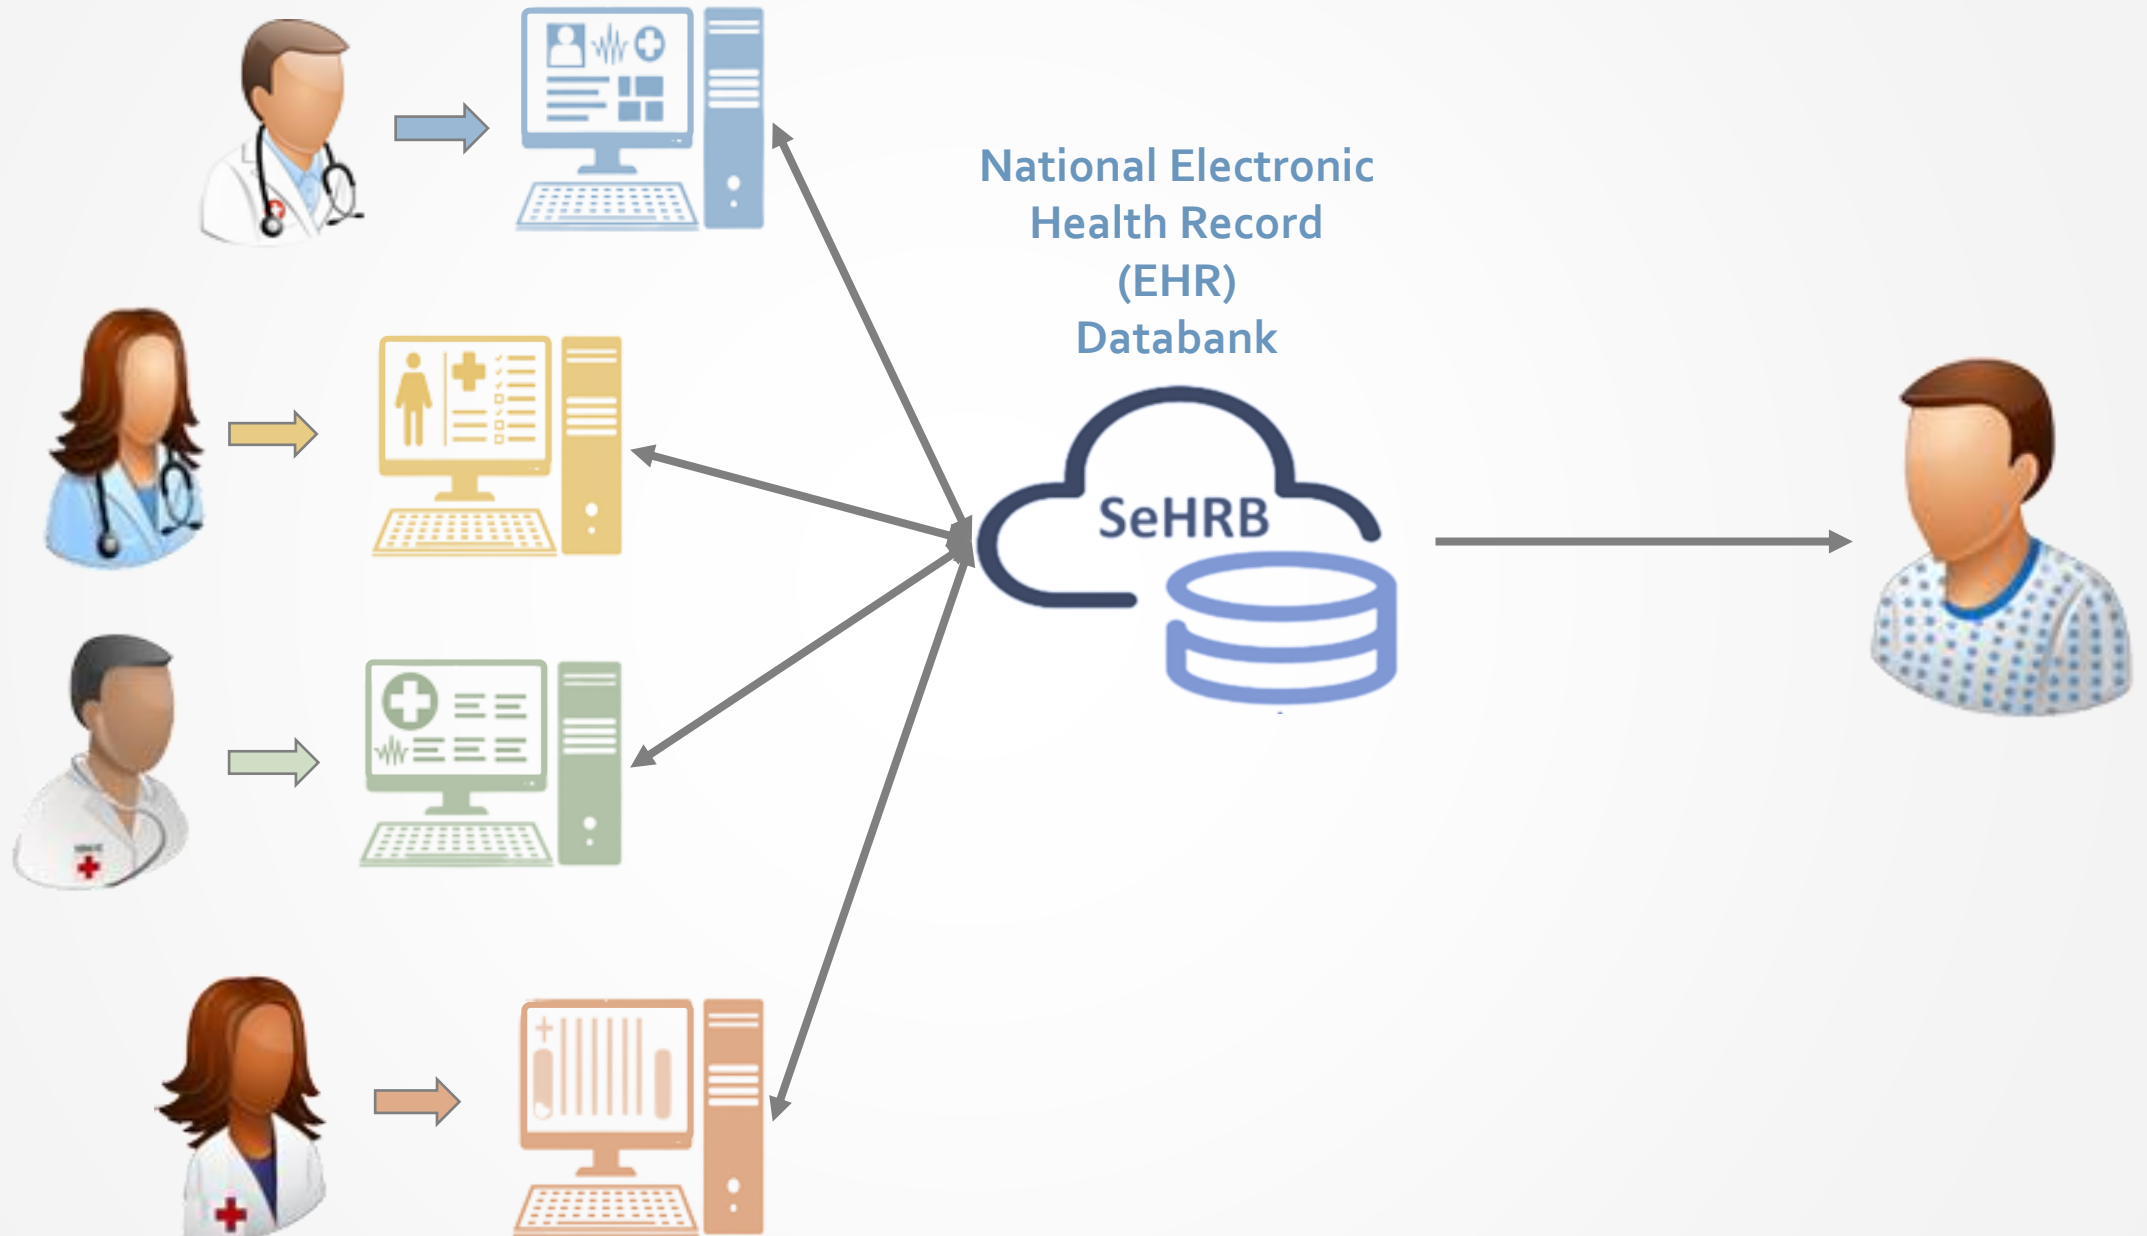 National Electronic
Health Record
(EHR)
Databank
SeHRB